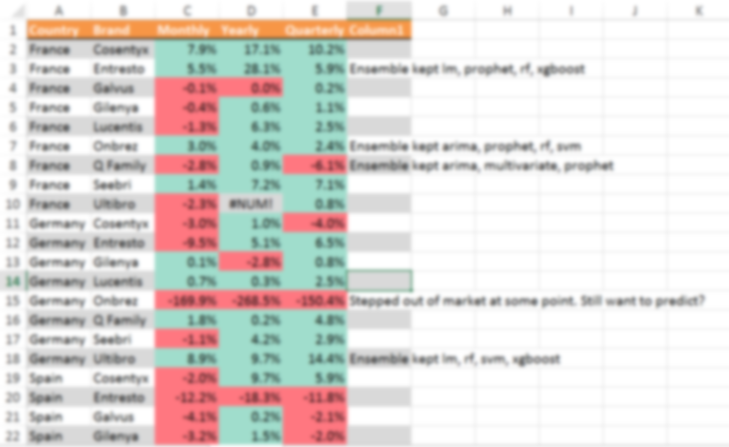 A B C D E F G H I J K
1 Country Brand Monthly Yearly Quarterly Column1
2 France Cosentyx 7.9% 17.1% 10.2%
3 France Entresto 5.5% 28.1% 5.9% Ensemble kept lm, prophet, rf, xgboost
4 France Galvus -0.1% 0.0% 0.2%
5 France Gilenya -0.4% 0.6% 1.1%
6 France Lucentis -1.3% 6.3% 2.5%
7 France Onbrez 3.0% 4.0% 2.4% Ensemble kept arima, prophet, rf, svm
8 France Q Family -2.8% 0.9% -6.1% Ensemble kept arima, multivariate, prophet
9 France Seebri 1.4% 7.2% 7.1%
10 France Ultibro -2.3% #NUM! 0.8%
11 Germany Cosentyx -3.0% 1.0% -4.0%
12 Germany Entresto -9.5% 5.1% 6.5%
13 Germany Gilenya 0.1% -2.8% 0.8%
14 Germany Lucentis 0.7% 0.3% 2.5%
15 Germany Onbrez -169.9% -268.5% -150.4% Stepped out of market at some point. Still want to predict?
16 Germany Q Family 1.8% 0.2% 4.8%
17 Germany Seebri -1.1% 4.2% 2.9%
18 Germany Ultibro 8.9% 9.7% 14.4% Ensemble kept lm, rf, svm, xgboost
19 Spain Cosentyx -2.0% 9.7% 5.9%
20 Spain Entresto -12.2% -18.3% -11.8%
21 Spain Galvus -4.1% 0.2% -2.1%
22 Spain Gilenya -3.2% 1.5% -2.0%